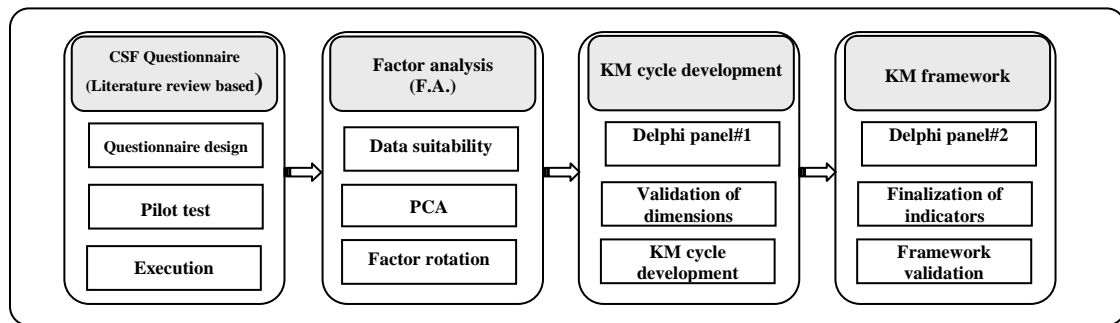 CSF Questionnaire
(Literature review based)
Questionnaire design
Pilot test
Execution
Factor analysis
(F.A.)
Data suitability
PCA
Factor rotation
KM cycle development
Delphi panel#1
Validation of
dimensions
KM cycle
development
KM framework
Delphi panel#2
Finalization of
indicators
Framework
validation